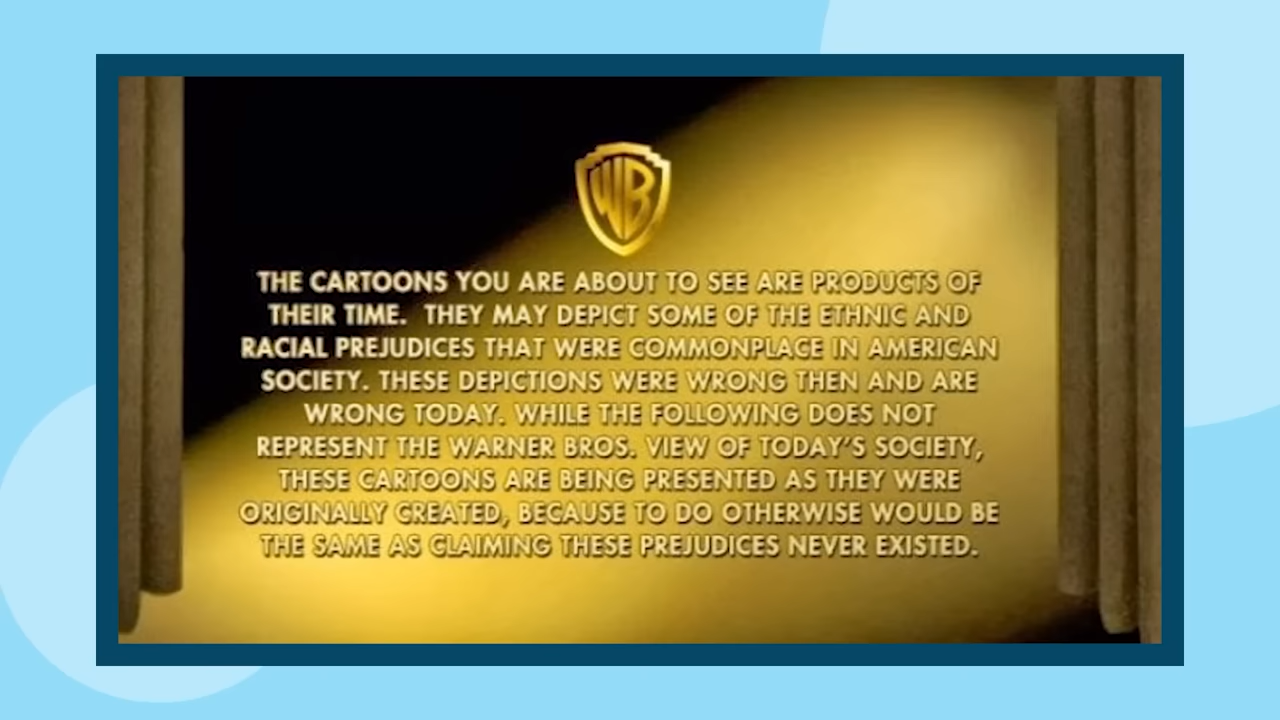 WB
THE CARTOONS YOU ARE ABOUT TO SEE ARE PRODUCTS OF
THEIR TIME. THEY MAY DEPICT SOME OF THE ETHNIC AND
RACIAL PREJUDICES THAT WERE COMMONPLACE IN AMERICAN
SOCIETY. THESE DEPICTIONS WERE WRONG THEN AND ARE
WRONG TODAY. WHILE THE FOLLOWING DOES NOT
REPRESENT THE WARNER BROS. VIEW OF TODAY'S SOCIETY,
THESE CARTOONS ARE BEING PRESENTED AS THEY WERE
ORIGINALLY CREATED, BECAUSE TO DO OTHERWISE WOULD BE
THE SAME AS CLAIMING THESE PREJUDICES NEVER EXISTED.